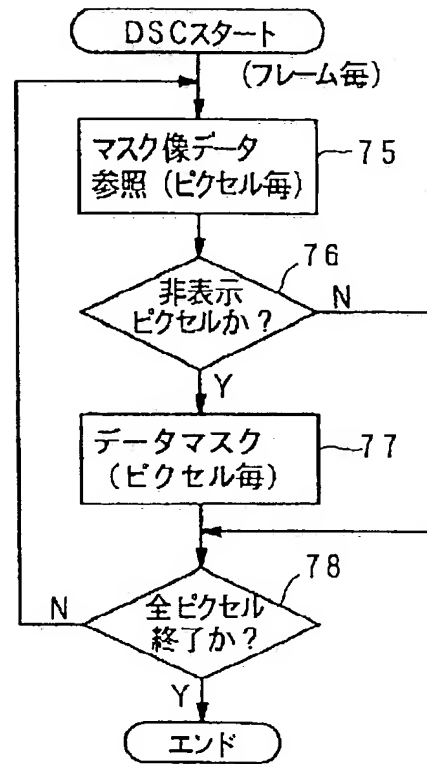 DSCスタート
(フレーム毎)
マスク像データ
参照(ピクセル毎)
75
76
非表示
ピクセルか?
N
Y
データマスク
(ピクセル毎)
77
78
全ピクセル
終了か?
N
Y
エンド